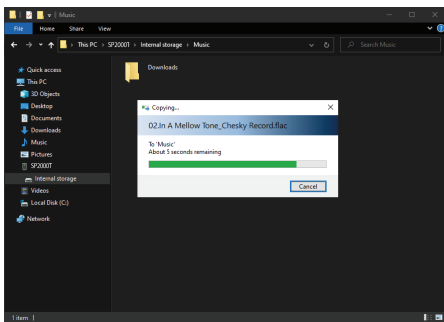 Music
File Home Share View
This PC > SP2000T > Internal storage > Music
Search Music
Quick access
This PC
3D Objects
Desktop
Documents
Downloads
Music
Pictures
SP2000T
Internal storage
Videos
Local Disk (C:)
Network
Downloads
Copying...
02.In A Mellow Tone_Chesky Record.flac
To 'Music'
About 5 seconds remaining
Cancel
1 item